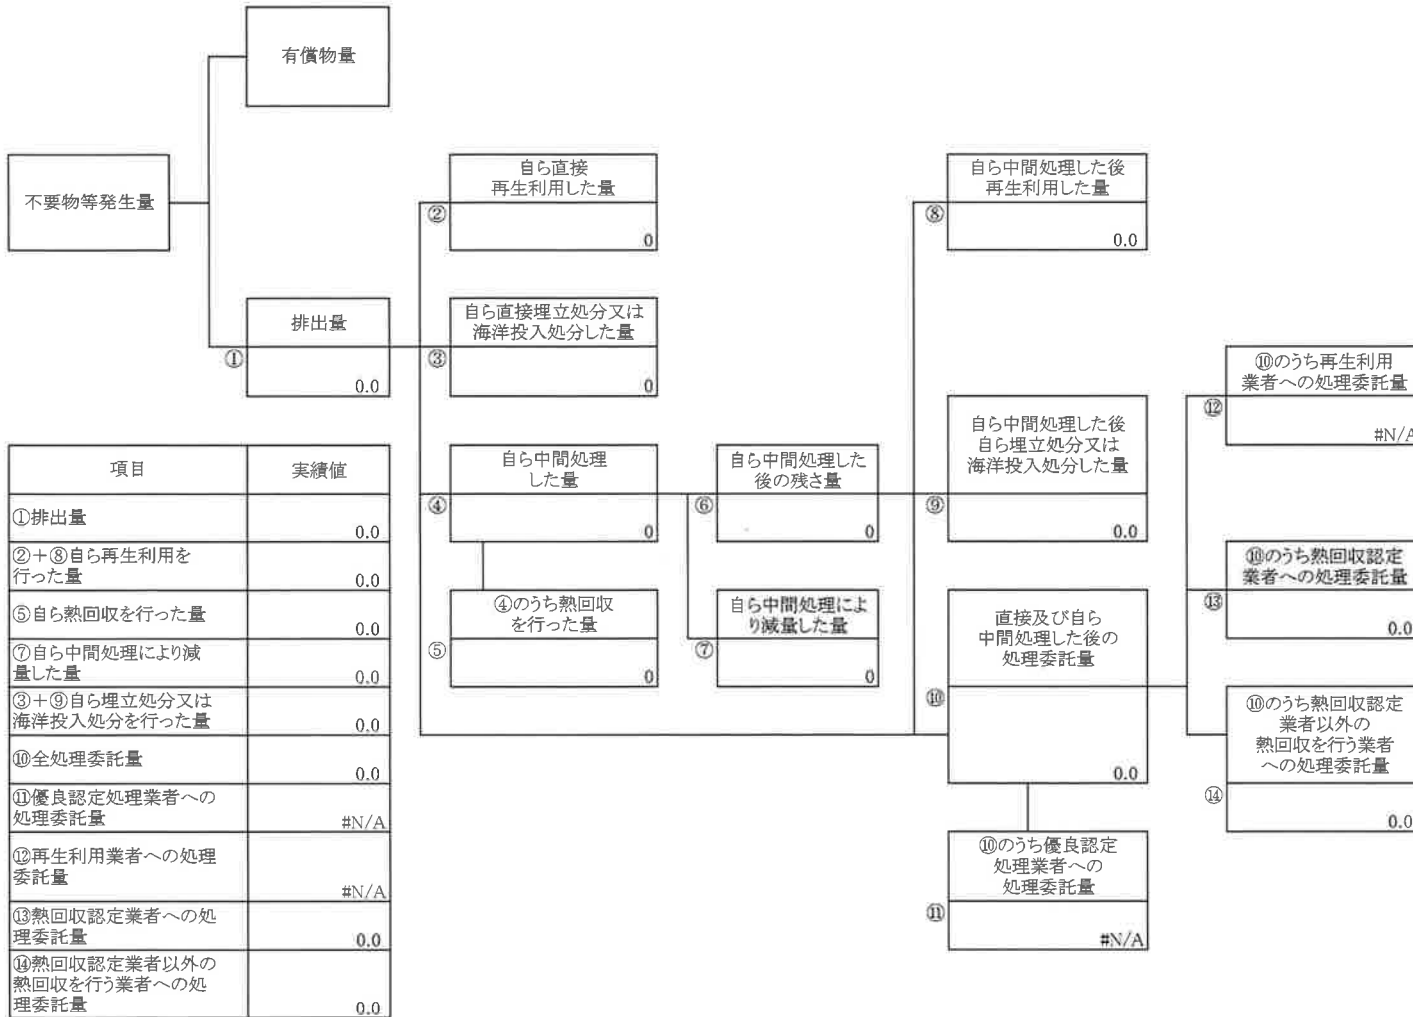 有償物量
不要物等発生量
自ら直接
再生利用した量
②
0
自ら中間処理した後
再生利用した量
⑧
0.0
排出量
①
0.0
自ら直接埋立処分又は
海洋投入処分した量
③
0
⑩のうち再生利用
業者への処理委託量
⑫
#N/A
自ら中間処理
した量
④
0
自ら中間処理した
後の残さ量
⑥
0
自ら中間処理した後
自ら埋立処分又は
海洋投入処分した量
⑨
0.0
⑩のうち熱回収認定
業者への処理委託量
⑬
0.0
④のうち熱回収
を行った量
⑤
0
自ら中間処理によ
り減量した量
⑦
0
直接及び自ら
中間処理した後の
処理委託量
⑩
0.0
⑩のうち熱回収認定
業者以外の
熱回収を行う業者
への処理委託量
⑭
0.0
⑩のうち優良認定
処理業者への
処理委託量
⑪
#N/A
項目 実績値
①排出量
0.0
②+⑧自ら再生利用を
行った量 0.0
⑤自ら熱回収を行った量
0.0
⑦自ら中間処理により減
量した量 0.0
③+⑨自ら埋立処分又は
海洋投入処分を行った量 0.0
⑩全処理委託量
0.0
⑪優良認定処理業者への
処理委託量 #N/A
⑫再生利用業者への処理
委託量
#N/A
⑬熱回収認定業者への処
理委託量 0.0
⑭熱回収認定業者以外の
熱回収を行う業者への処
理委託量 0.0